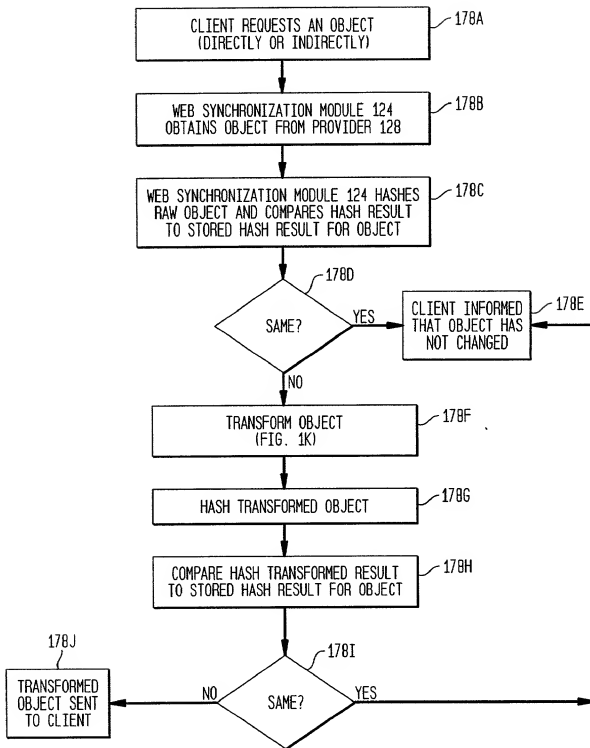 CLIENT REQUESTS AN OBJECT
(DIRECTLY OR INDIRECTLY)
178A
WEB SYNCHRONIZATION MODULE 124
OBTAINS OBJECT FROM PROVIDER 128
178B
WEB SYNCHRONIZATION MODULE 124 HASHES
RAW OBJECT AND COMPARES HASH RESULT
TO STORED HASH RESULT FOR OBJECT
178C
178D
SAME?
YES
NO
CLIENT INFORMED
THAT OBJECT HAS
NOT CHANGED
178E
TRANSFORM OBJECT
(FIG. 1K)
178F
HASH TRANSFORMED OBJECT
178G
COMPARE HASH TRANSFORMED RESULT
TO STORED HASH RESULT FOR OBJECT
178H
178I
SAME?
NO
YES
178J
TRANSFORMED
OBJECT SENT
TO CLIENT